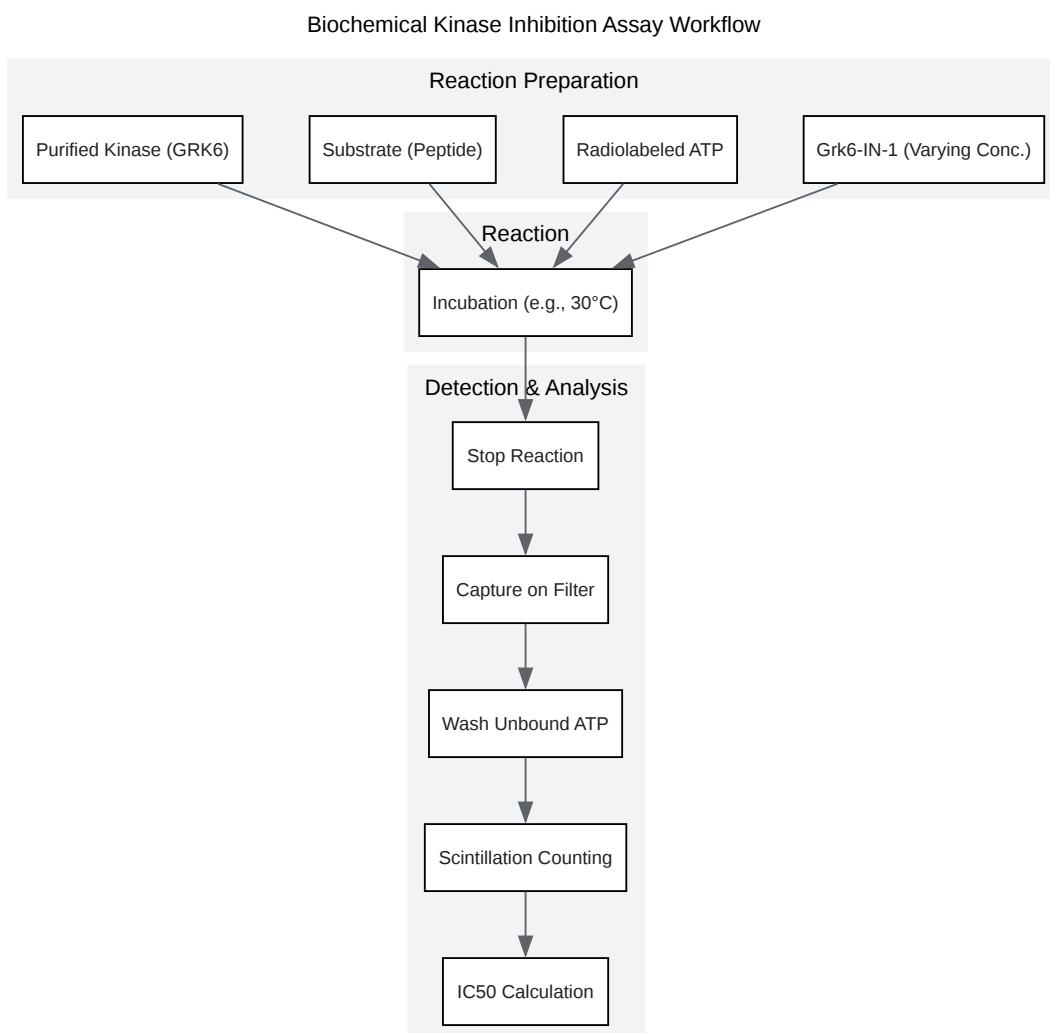 Biochemical Kinase Inhibition Assay Workflow
Reaction Preparation
Purified Kinase (GRK6)
Substrate (Peptide)
Radiolabeled ATP
Grk6-IN-1 (Varying Conc.)
Reaction
Incubation (e.g., 30°C)
Detection & Analysis
Stop Reaction
Capture on Filter
Wash Unbound ATP
Scintillation Counting
IC50 Calculation